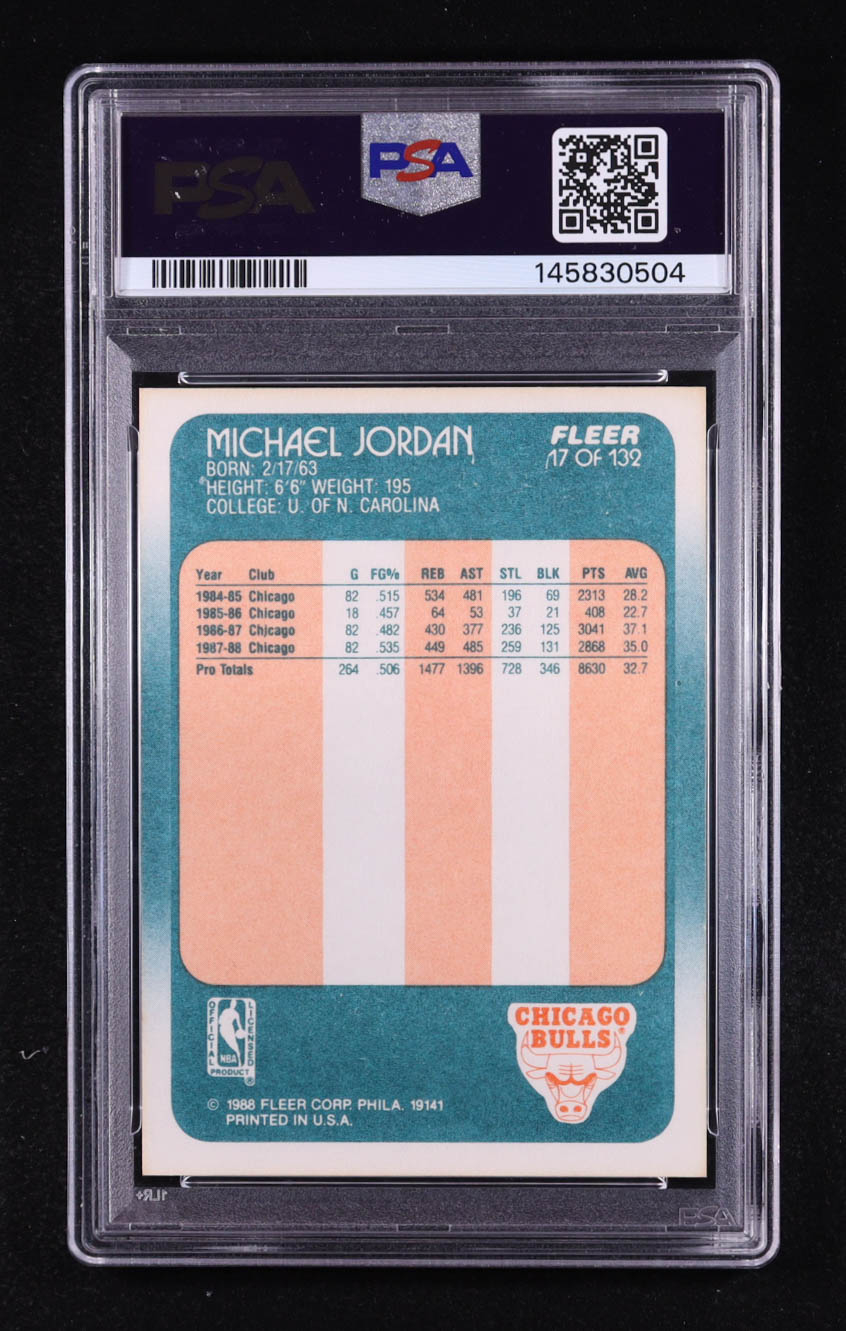 PSA PSA
145830504
MICHAEL JORDAN FLEER
BORN: 2/17/63 17 OF 132
HEIGHT: 6'6" WEIGHT: 195
COLLEGE: U. OF N. CAROLINA
Year Club G FG% REB AST STL BLK PTS AVG
1984-85 Chicago 82 .515 534 481 196 69 2313 28.2
1985-86 Chicago 18 .457 64 53 37 21 408 22.7
1986-87 Chicago 82 .482 430 377 236 125 3041 37.1
1987-88 Chicago 82 .535 449 485 259 131 2868 35.0
Pro Totals 264 .506 1477 1396 728 346 8630 32.7
OFFICIAL NBA LICENSED
PRODUCT ®
CHICAGO
BULLS ®
© 1988 FLEER CORP. PHILA. 19141
PRINTED IN U.S.A.
PSA